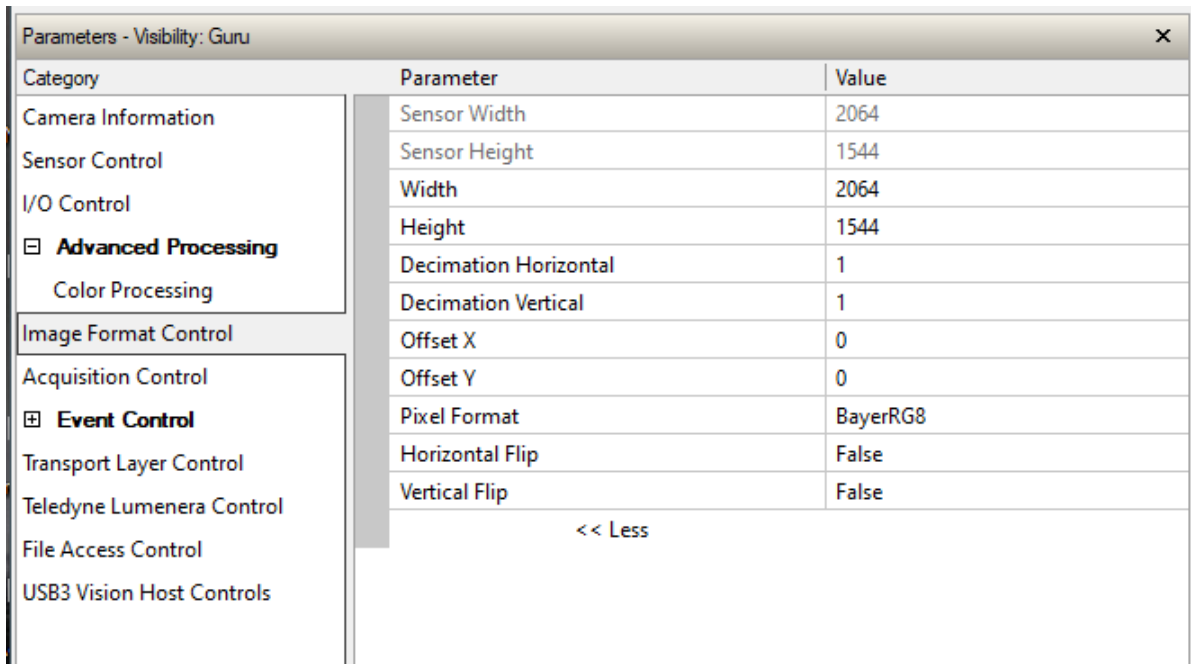 Parameters - Visibility: Guru
Category Parameter Value
Camera Information
Sensor Control
I/O Control
Advanced Processing
Color Processing
Image Format Control
Acquisition Control
Event Control
Transport Layer Control
Teledyne Lumenera Control
File Access Control
USB3 Vision Host Controls
Sensor Width 2064
Sensor Height 1544
Width 2064
Height 1544
Decimation Horizontal 1
Decimation Vertical 1
Offset X 0
Offset Y 0
Pixel Format BayerRG8
Horizontal Flip False
Vertical Flip False
<< Less